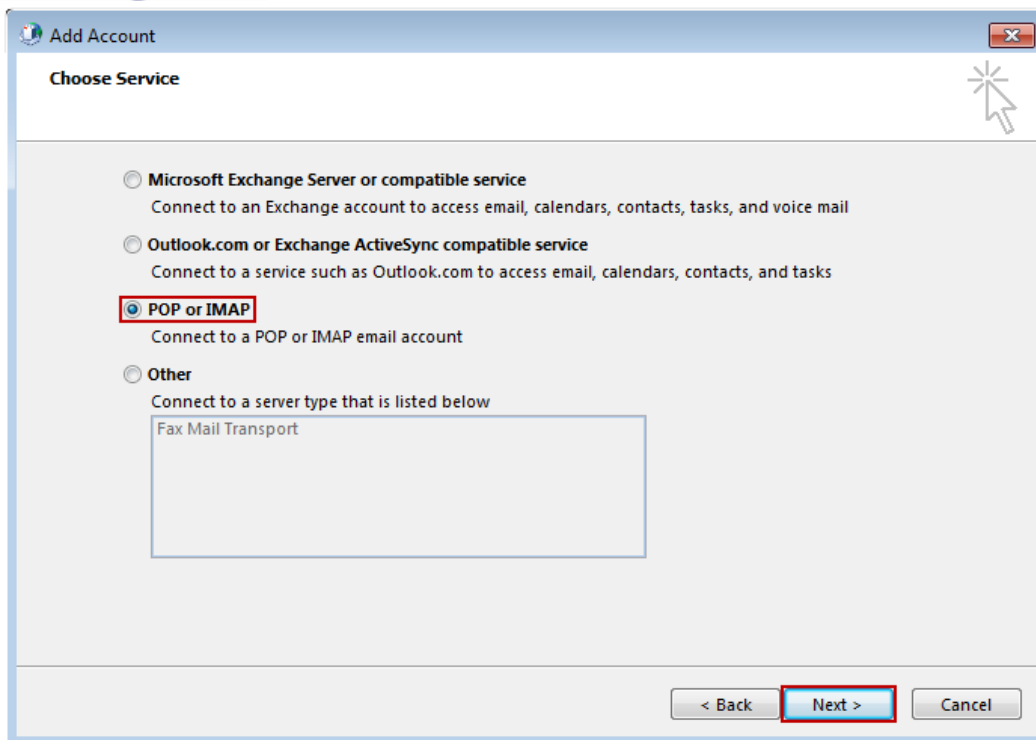 Add Account
Choose Service
Microsoft Exchange Server or compatible service
Connect to an Exchange account to access email, calendars, contacts, tasks, and voice mail
Outlook.com or Exchange ActiveSync compatible service
Connect to a service such as Outlook.com to access email, calendars, contacts, and tasks
POP or IMAP
Connect to a POP or IMAP email account
Other
Connect to a server type that is listed below
Fax Mail Transport
< Back Next > Cancel